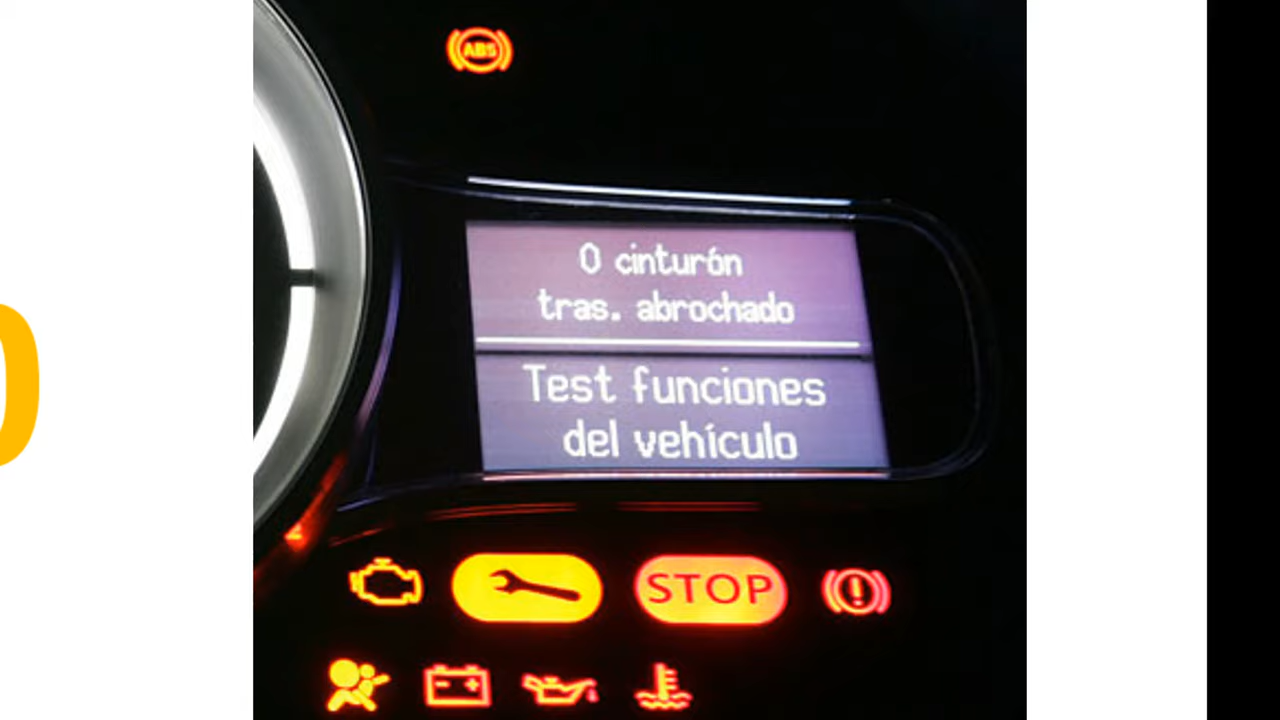 ABS
0 cinturón
tras. abrochado
Test funciones
del vehículo
STOP